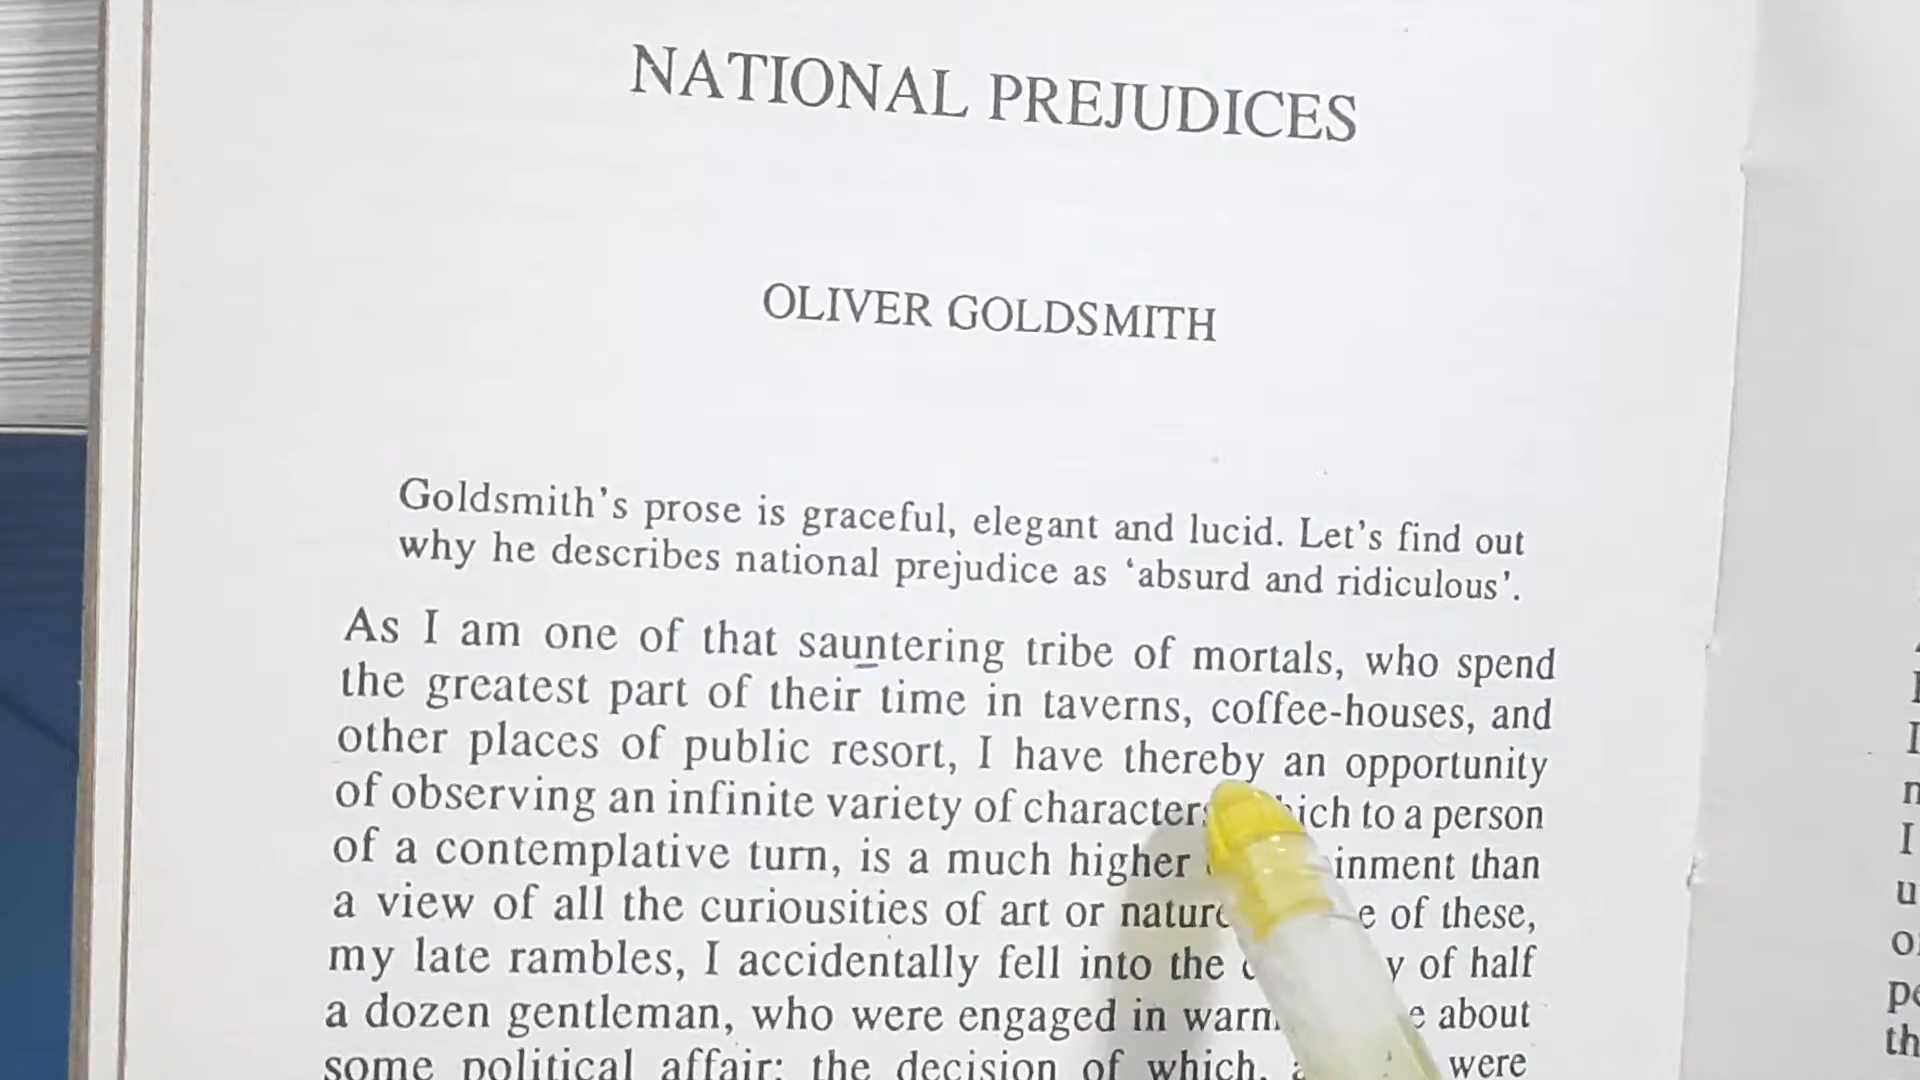 NATIONAL PREJUDICES
OLIVER GOLDSMITH
Goldsmith's prose is graceful, elegant and lucid. Let's find out
why he describes national prejudice as 'absurd and ridiculous'.
As I am one of that sauntering tribe of mortals, who spend
the greatest part of their time in taverns, coffee-houses, and
other places of public resort, I have thereby an opportunity
of observing an infinite variety of to a person
of a contemplative turn, is a much higher than
a view of all the curiousities of art or of these,
my late rambles, I accidentally fell into the of half
a dozen gentleman, who were engaged in about
some political affair; the decision of which, were